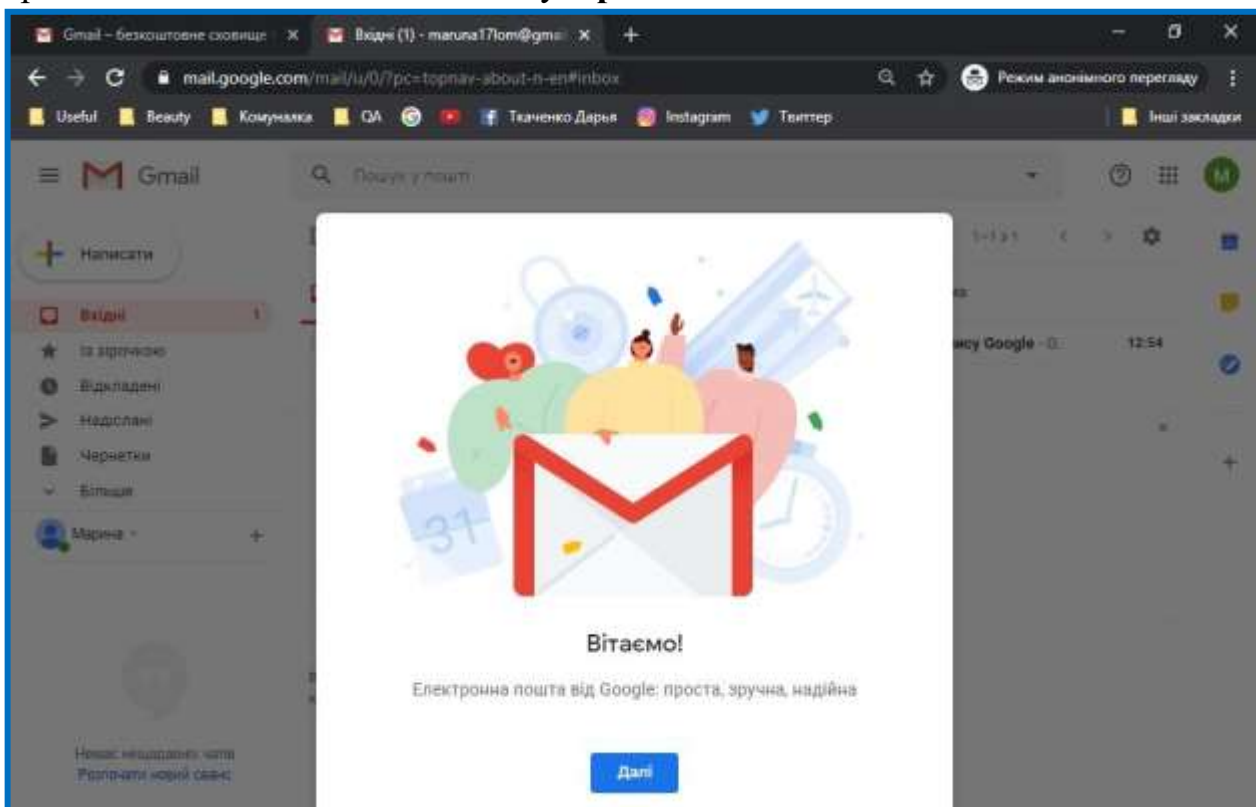 Gmail – безкоштовне сховище
Вхідні (1) - maruna17lom@gma
mail.google.com/mail/u/0/?pc=topnav-about-n-en#inbox
Режим анонімного перегляду
Useful Beauty Комуналка QA Ткаченко Дарья Instagram Твиттер Інші закладки
Gmail
Пошук у пошті
М
Написати
1–1 з 1
Вхідні 1
Із зірочкою
ису Google
12:54
Відкладені
Надіслані
Чернетки
Більше
Марина
31
Вітаємо!
Електронна пошта від Google: проста, зручна, надійна
Немає нещодавніх чатів
Розпочати новий сеанс
Далі